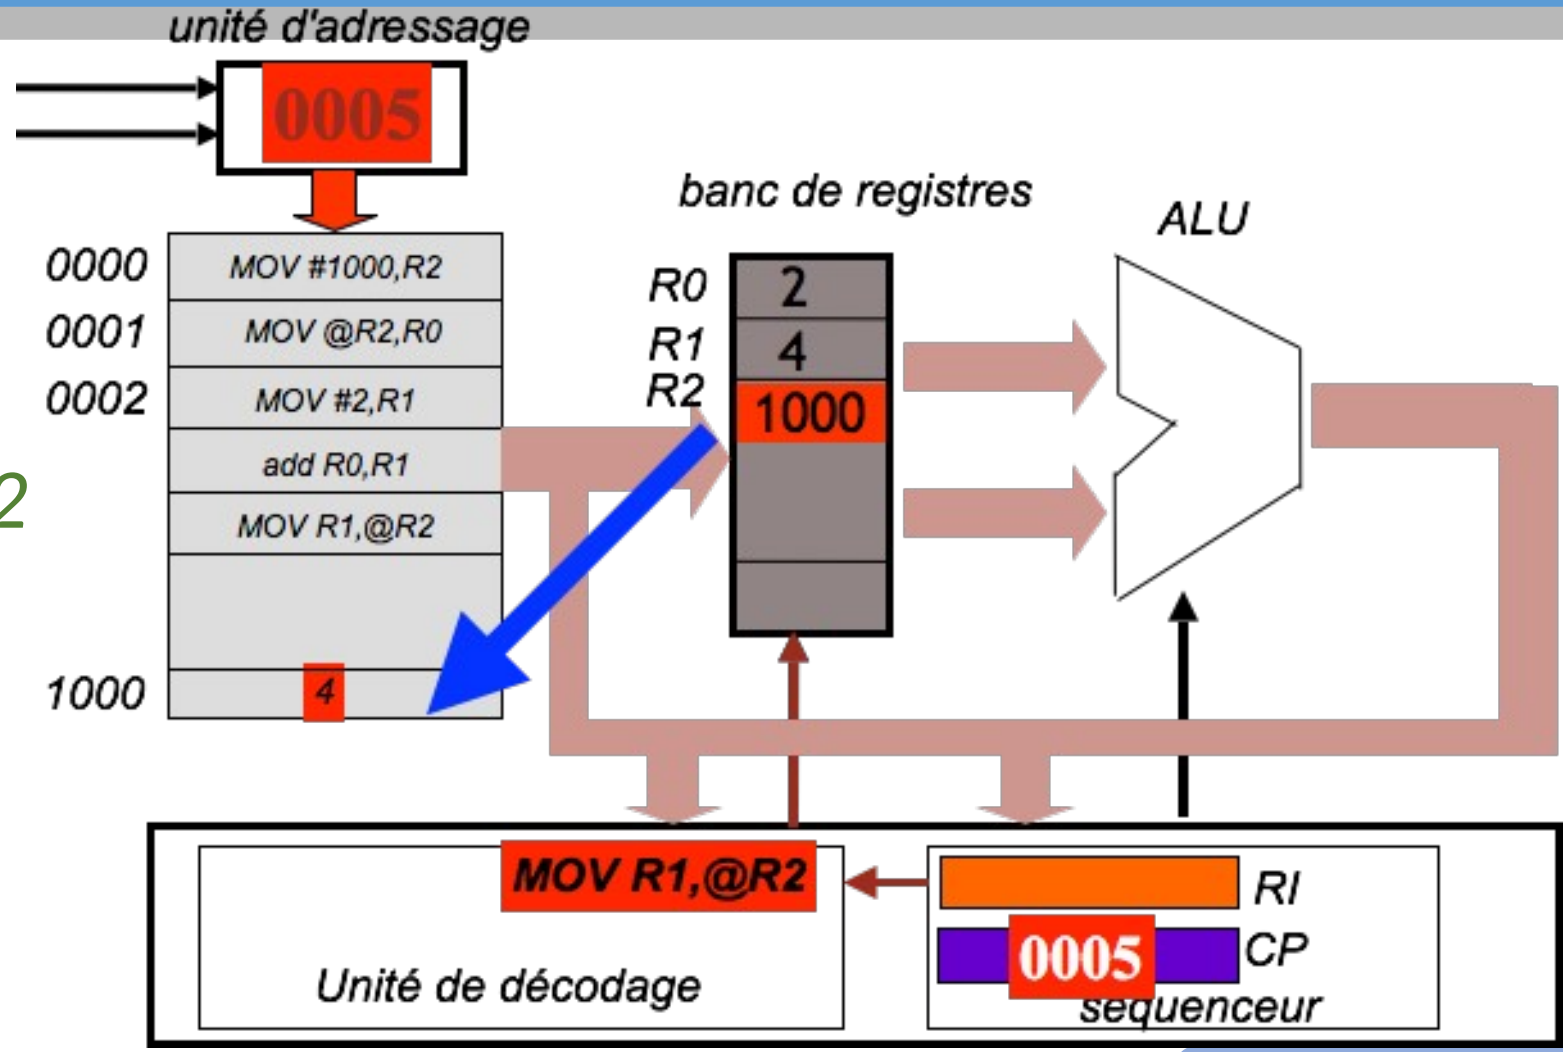 unité d'adressage
0005
banc de registres
ALU
0000 MOV #1000,R2
0001 MOV @R2,R0
0002 MOV #2,R1
add R0,R1
MOV R1,@R2
1000 4
R0 2
R1 4
R2 1000
2
MOV R1,@R2
Unité de décodage
RI
0005 CP
séquenceur